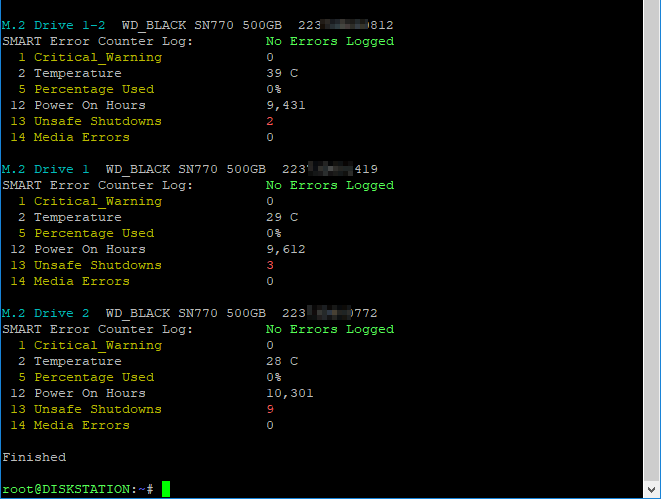 M.2 Drive 1-2  WD_BLACK SN770 500GB  223 812
SMART Error Counter Log:         No Errors Logged
  1 Critical_Warning             0
  2 Temperature                  39 C
  5 Percentage Used              0%
 12 Power On Hours               9,431
 13 Unsafe Shutdowns             2
 14 Media Errors                 0
M.2 Drive 1  WD_BLACK SN770 500GB  223 419
SMART Error Counter Log:         No Errors Logged
  1 Critical_Warning             0
  2 Temperature                  29 C
  5 Percentage Used              0%
 12 Power On Hours               9,612
 13 Unsafe Shutdowns             3
 14 Media Errors                 0
M.2 Drive 2  WD_BLACK SN770 500GB  223 772
SMART Error Counter Log:         No Errors Logged
  1 Critical_Warning             0
  2 Temperature                  28 C
  5 Percentage Used              0%
 12 Power On Hours               10,301
 13 Unsafe Shutdowns             9
 14 Media Errors                 0
Finished
root@DISKSTATION:~#